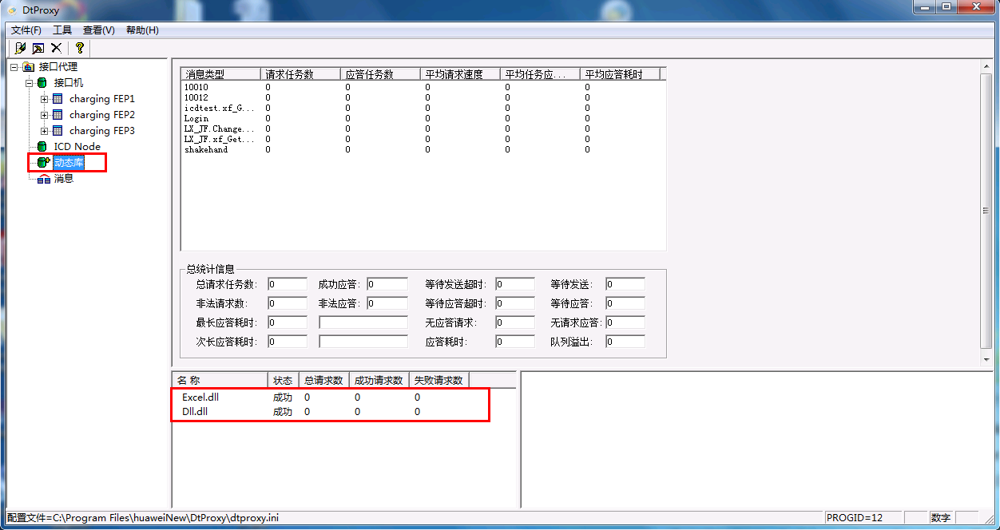 DtProxy
文件(F) 工具 查看(V) 帮助(H)
接口代理
接口机
charging FEP1
charging FEP2
charging FEP3
ICD Node
动态库
消息
消息类型 请求任务数 应答任务数 平均请求速度 平均任务应... 平均应答耗时
10010 0 0 0 0 0
10012 0 0 0 0 0
icdtest.xf_G... 0 0 0 0 0
Login 0 0 0 0 0
LX_JF.Change... 0 0 0 0 0
LX_JF.xf_Get... 0 0 0 0 0
shakehand 0 0 0 0 0
总统计信息
总请求任务数: 0 成功应答: 0 等待发送超时: 0 等待发送: 0
非法请求数: 0 非法应答: 0 等待应答超时: 0 等待应答: 0
最长应答耗时: 0 无应答请求: 0 无请求应答: 0
次长应答耗时: 0 应答耗时: 0 队列溢出: 0
名 称 状态 总请求数 成功请求数 失败请求数
Excel.dll 成功 0 0 0
Dll.dll 成功 0 0 0
配置文件=C:\Program Files\huaweiNew\DtProxy\dtproxy.ini PROGID=12 数字